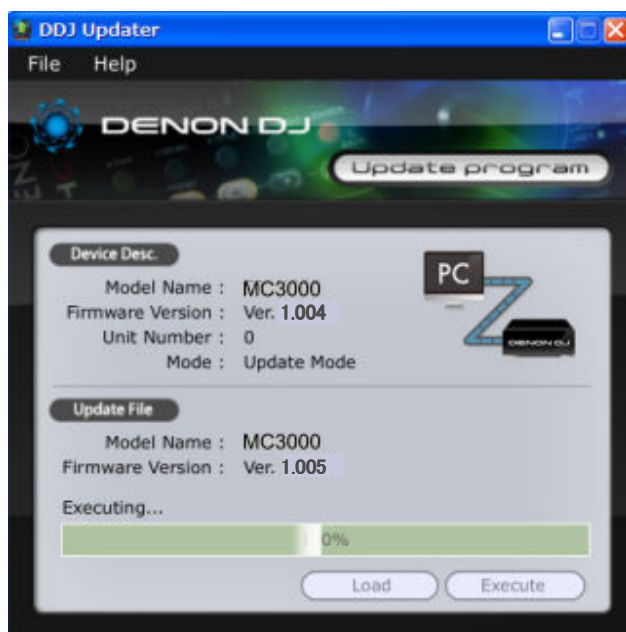 DDJ Updater
File Help
DENON DJ
Update program
Device Desc.
PC
Model Name : MC3000
Firmware Version : Ver. 1.004
Unit Number : 0
DENON DJ
Mode : Update Mode
Update File
Model Name : MC3000
Firmware Version : Ver. 1.005
Executing...
0%
Load Execute